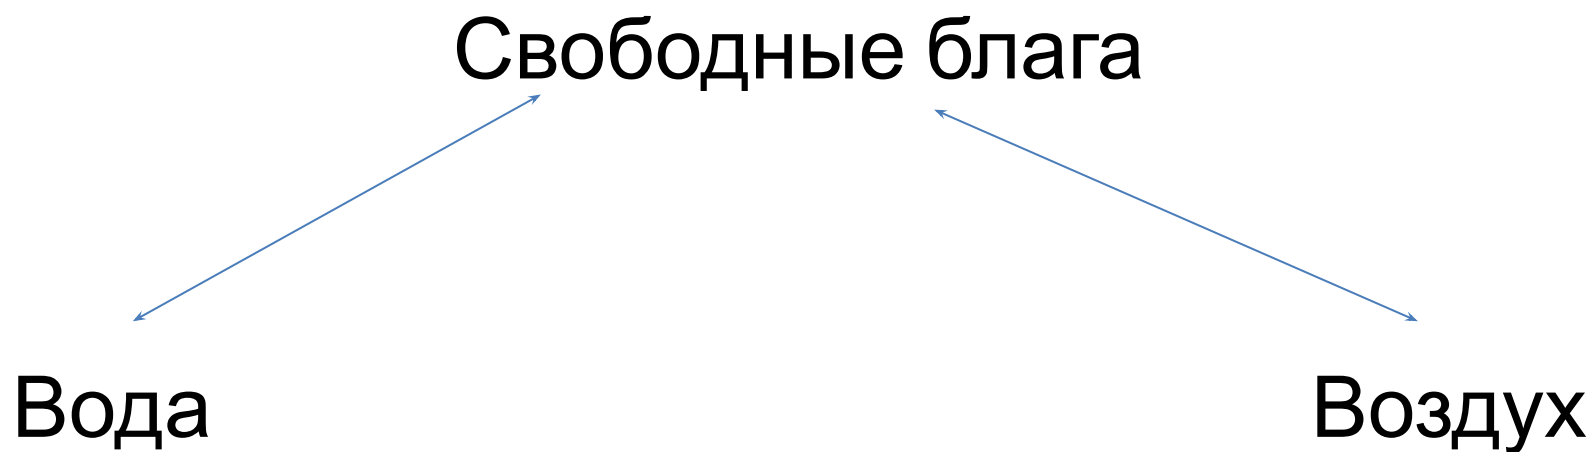 Свободные блага
Вода
Воздух